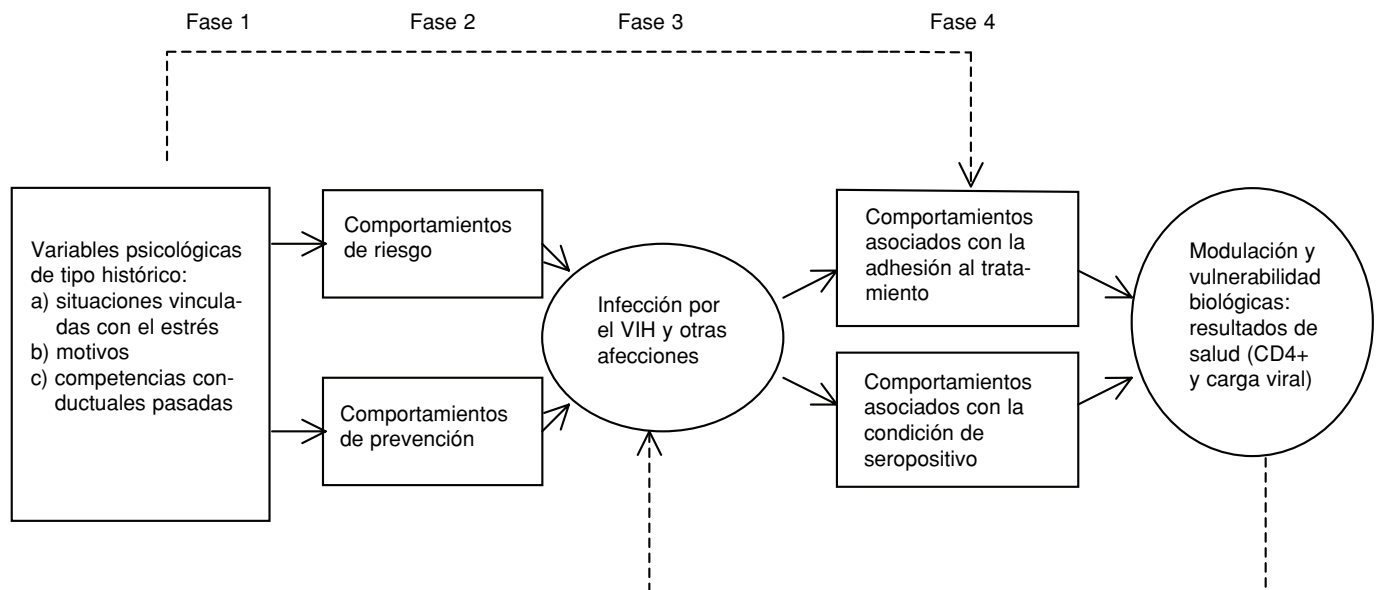 Fase 1
Fase 2
Fase 3
Fase 4
Variables psicológicas
de tipo histórico:
a) situaciones vincula-
das con el estrés
b) motivos
c) competencias con-
ductuales pasadas
Comportamientos
de riesgo
Comportamientos
de prevención
Infección por
el VIH y otras
afecciones
Comportamientos
asociados con la
adhesión al trata-
miento
Comportamientos
asociados con la
condición de
seropositivo
Modulación y
vulnerabilidad
biológicas:
resultados de
salud (CD4+
y carga viral)